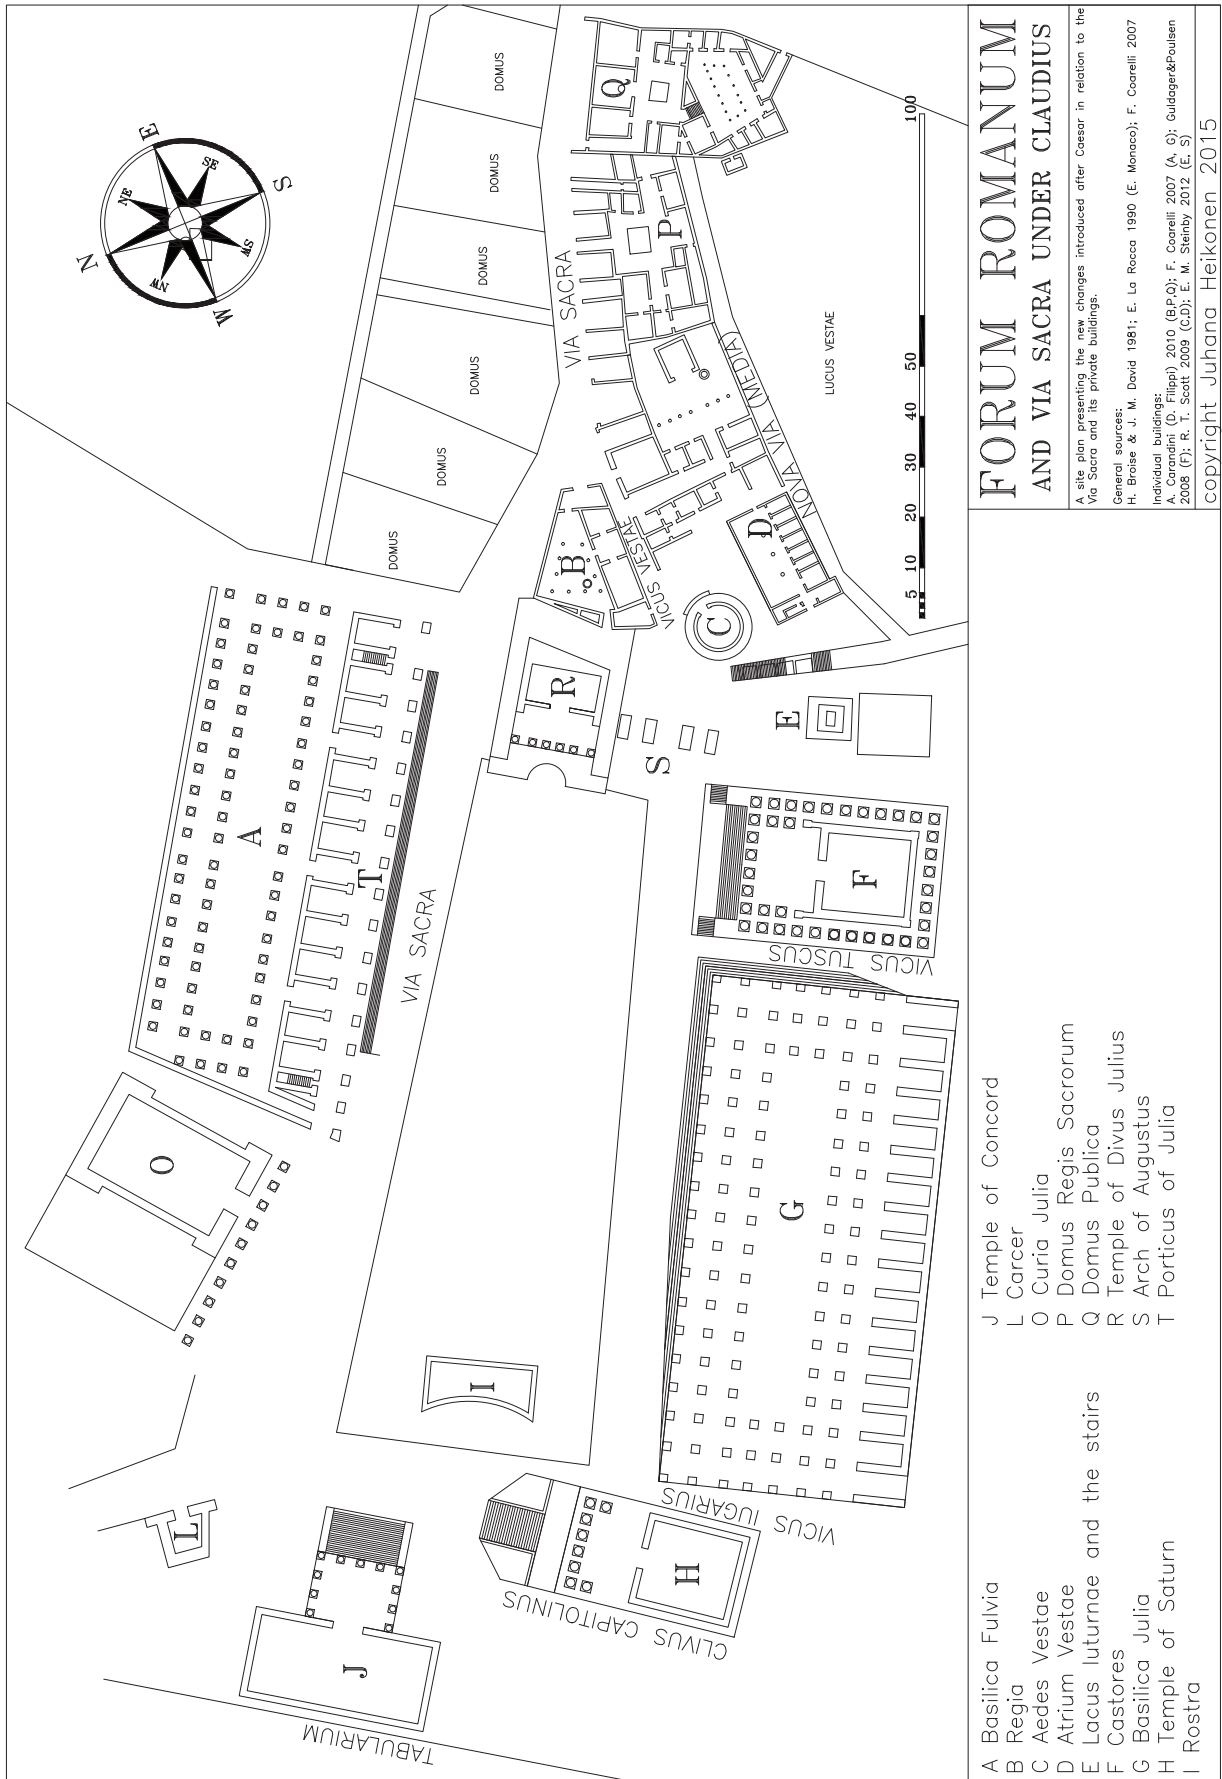 FORUM ROMANUM
AND VIA SACRA UNDER CLAUDIUS
A site plan presenting the new changes introduced after Caesar in relation to the
Via Sacra and its private buildings.
General sources:
H. Broise & J. M. David 1981; E. La Rocca 1990 (E. Monaco); F. Coarelli 2007
Individual buildings:
A. Carandini (D. Filippi) 2010 (B,P,Q); F. Coarelli 2007 (A, G); Guldager&Poulsen
2008 (F); R. T. Scott 2009 (C,D); E. M. Steinby 2012 (E, S)
copyright Juhana Heikonen 2015
A Basilica Fulvia
B Regia
C Aedes Vestae
D Atrium Vestae
E Lacus Iuturnae and the stairs
F Castores
G Basilica Julia
H Temple of Saturn
I Rostra
J Temple of Concord
L Carcer
O Curia Julia
P Domus Regis Sacrorum
Q Domus Publica
R Temple of Divus Julius
S Arch of Augustus
T Porticus of Julia
N
NE
E
SE
S
SW
W
NW
DOMUS
DOMUS
DOMUS
DOMUS
DOMUS
DOMUS
VIA SACRA
VIA SACRA
NOVA VIA (MEDIA)
LUCUS VESTAE
VICUS VESTAE
VICUS TUSCUS
VICUS IUGARIUS
CLIVUS CAPITOLINUS
TABULARIUM
A
B
C
D
E
F
G
H
I
J
L
O
P
Q
R
S
T
5 10 20 30 40 50 100